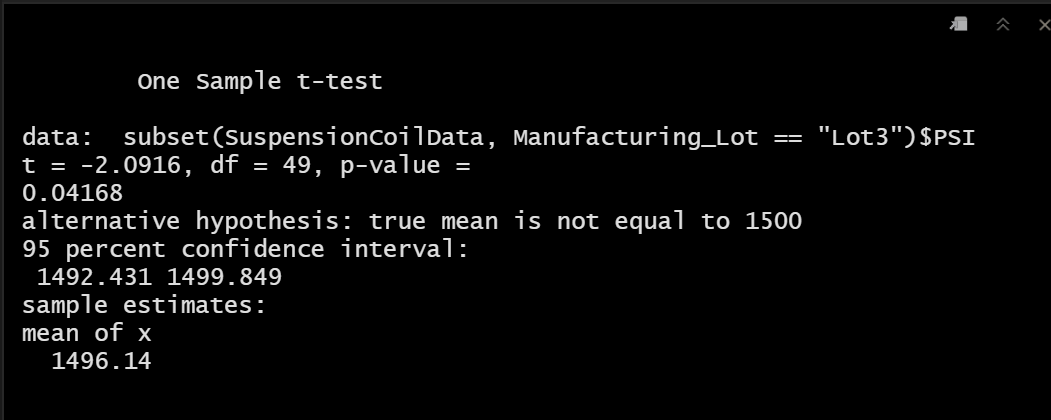 One Sample t-test
data:  subset(SuspensionCoilData, Manufacturing_Lot == "Lot3")$PSI
t = -2.0916, df = 49, p-value =
0.04168
alternative hypothesis: true mean is not equal to 1500
95 percent confidence interval:
 1492.431 1499.849
sample estimates:
mean of x
  1496.14